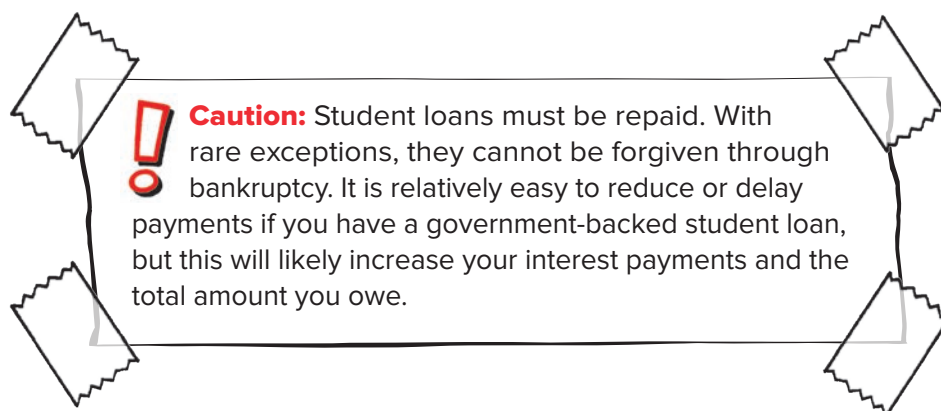 Caution: Student loans must be repaid. With
rare exceptions, they cannot be forgiven through
bankruptcy. It is relatively easy to reduce or delay
payments if you have a government-backed student loan,
but this will likely increase your interest payments and the
total amount you owe.